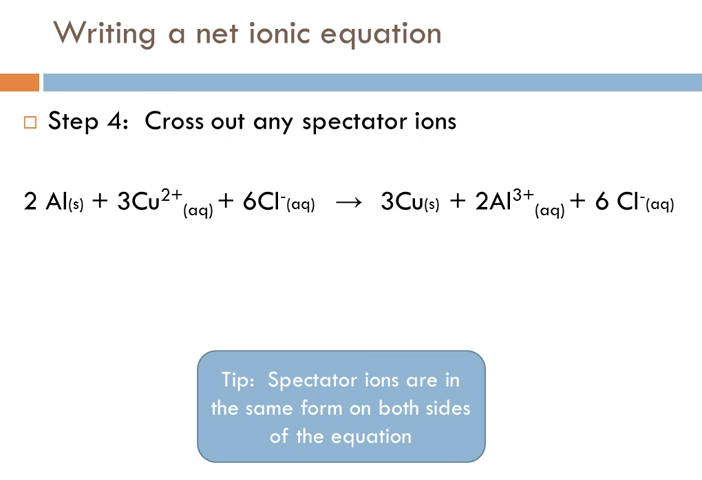 Writing a net ionic equation
Step 4: Cross out any spectator ions
2 Al(s) + 3Cu²⁺(aq) + 6Cl⁻(aq) → 3Cu(s) + 2Al³⁺(aq) + 6 Cl⁻(aq)
Tip: Spectator ions are in
the same form on both sides
of the equation